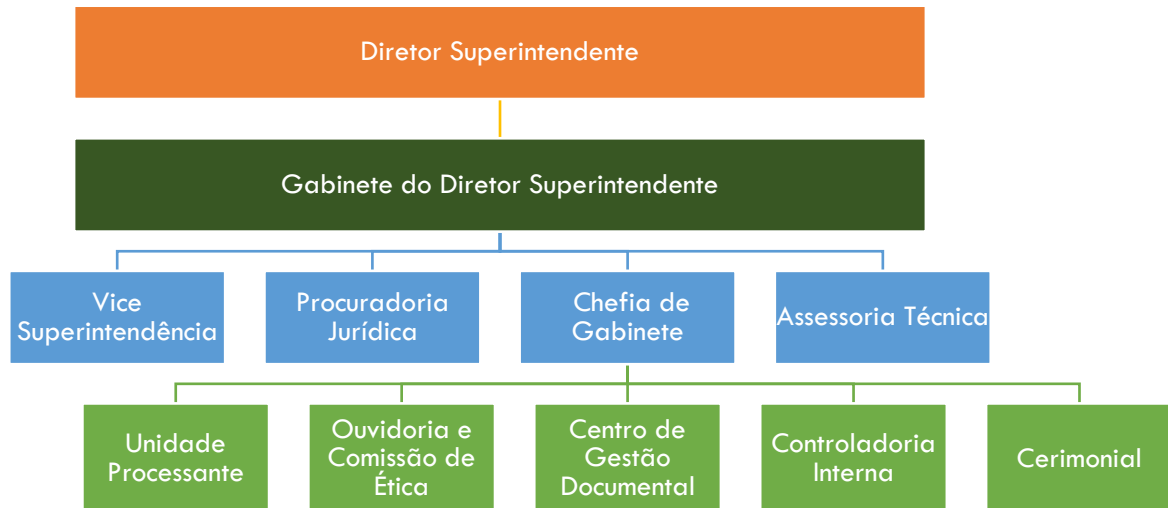 Diretor Superintendente
Gabinete do Diretor Superintendente
Vice
Superintendência
Procuradoria
Jurídica
Chefia de
Gabinete
Assessoria Técnica
Unidade
Processante
Ouvidoria e
Comissão de
Ética
Centro de
Gestão
Documental
Controladoria
Interna
Cerimonial